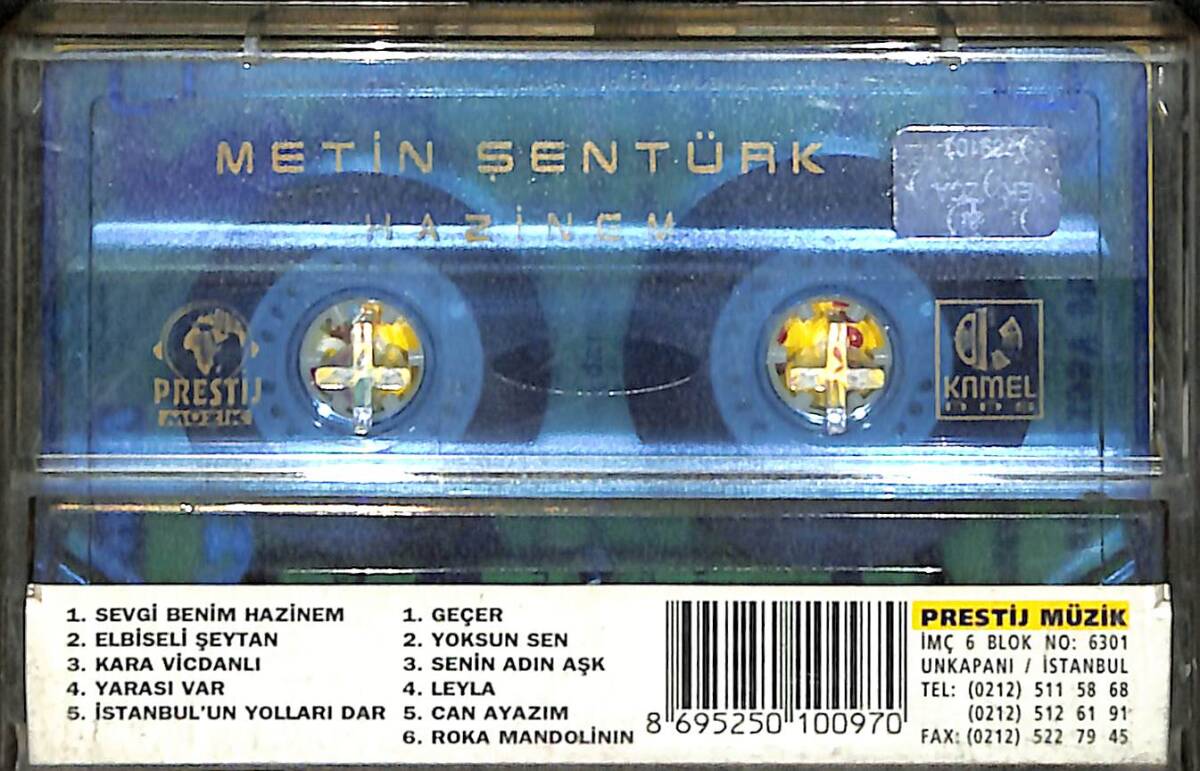 METİN ŞENTÜRK
HAZİNEM
PRESTİJ
MÜZİK
KAMEL
1. SEVGİ BENİM HAZİNEM
2. ELBİSELİ ŞEYTAN
3. KARA VİCDANLI
4. YARASI VAR
5. İSTANBUL'UN YOLLARI DAR
1. GEÇER
2. YOKSUN SEN
3. SENİN ADIN AŞK
4. LEYLA
5. CAN AYAZIM
6. ROKA MANDOLİNIN
8 695250 100970
PRESTİJ MÜZİK
İMÇ 6 BLOK NO: 6301
UNKAPANI / İSTANBUL
TEL: (0212) 511 58 68
(0212) 512 61 91
FAX: (0212) 522 79 45